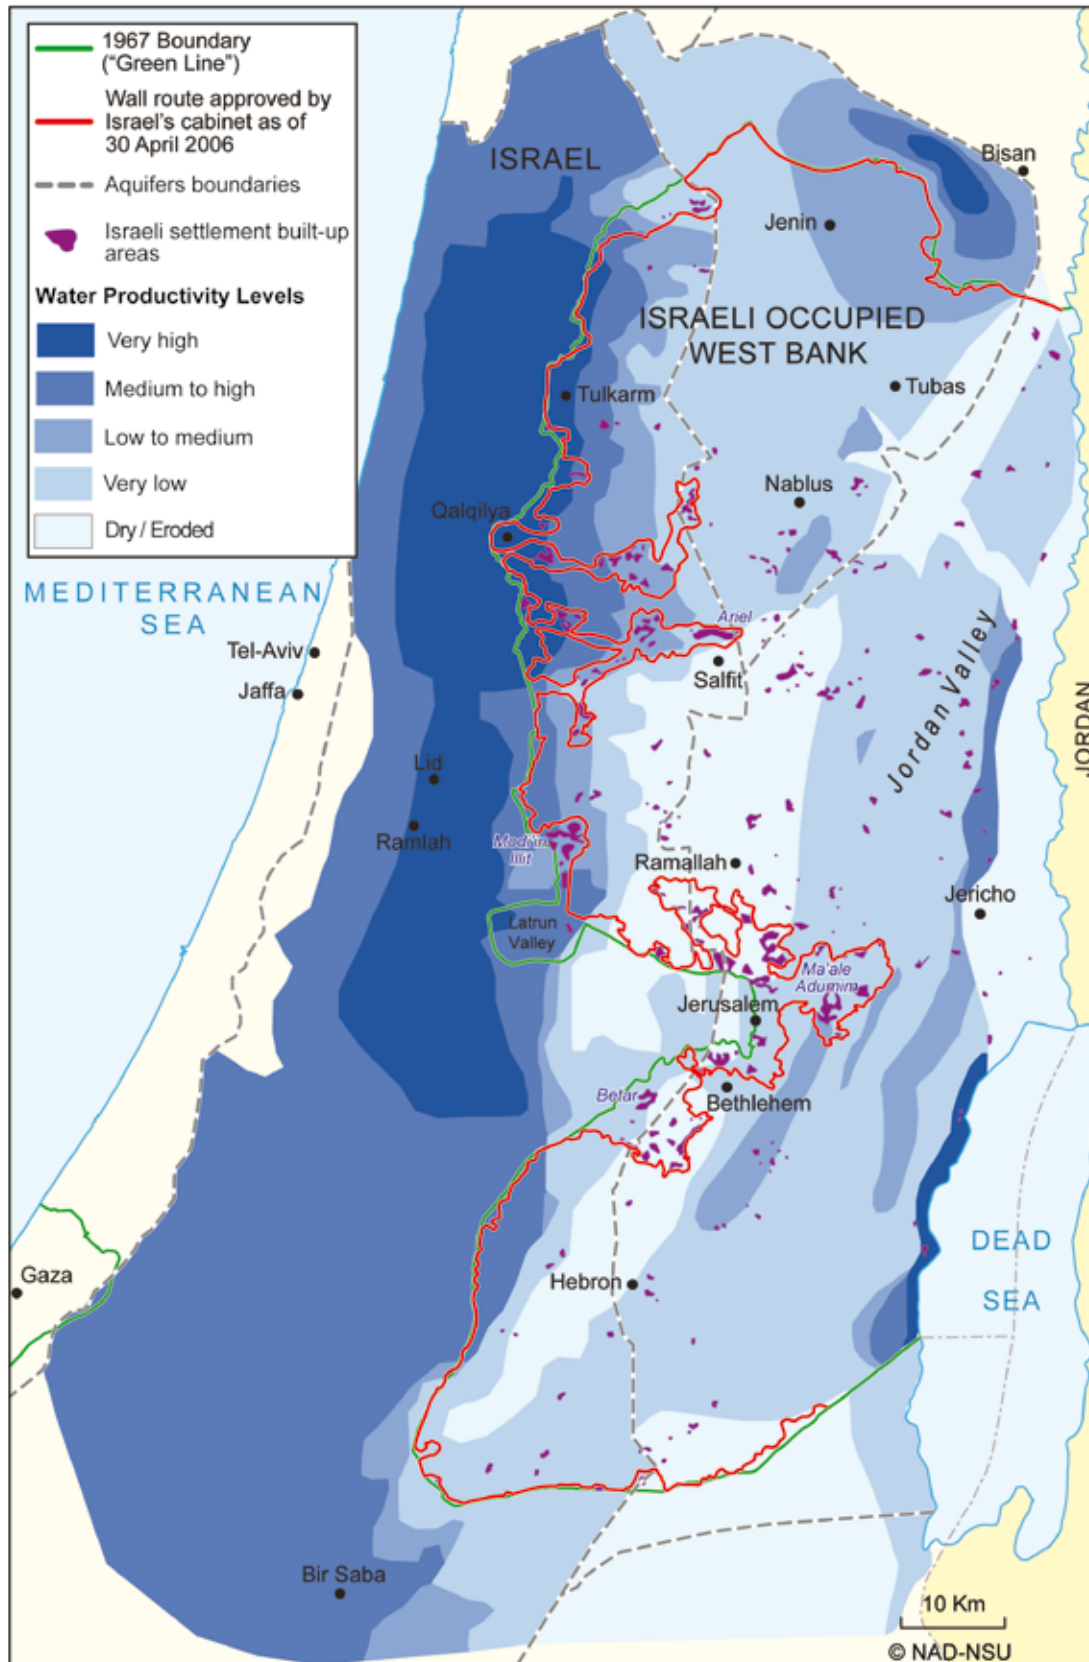 1967 Boundary
("Green Line")
Wall route approved by
Israel's cabinet as of
30 April 2006
Aquifers boundaries
Israeli settlement built-up
areas
Water Productivity Levels
Very high
Medium to high
Low to medium
Very low
Dry / Eroded
ISRAEL
Bisan
Jenin
ISRAELI OCCUPIED
WEST BANK
Tulkarm
Tubas
Nablus
Qalqilya
MEDITERRANEAN
SEA
Ariel
Tel-Aviv
Salfit
Jaffa
Jordan Valley
JORDAN
Lid
Ramlah
Modi'in
Illit
Ramallah
Jericho
Latrun
Valley
Ma'ale
Adumim
Jerusalem
Betar
Bethlehem
DEAD
SEA
Gaza
Hebron
Bir Saba
10 Km
© NAD-NSU